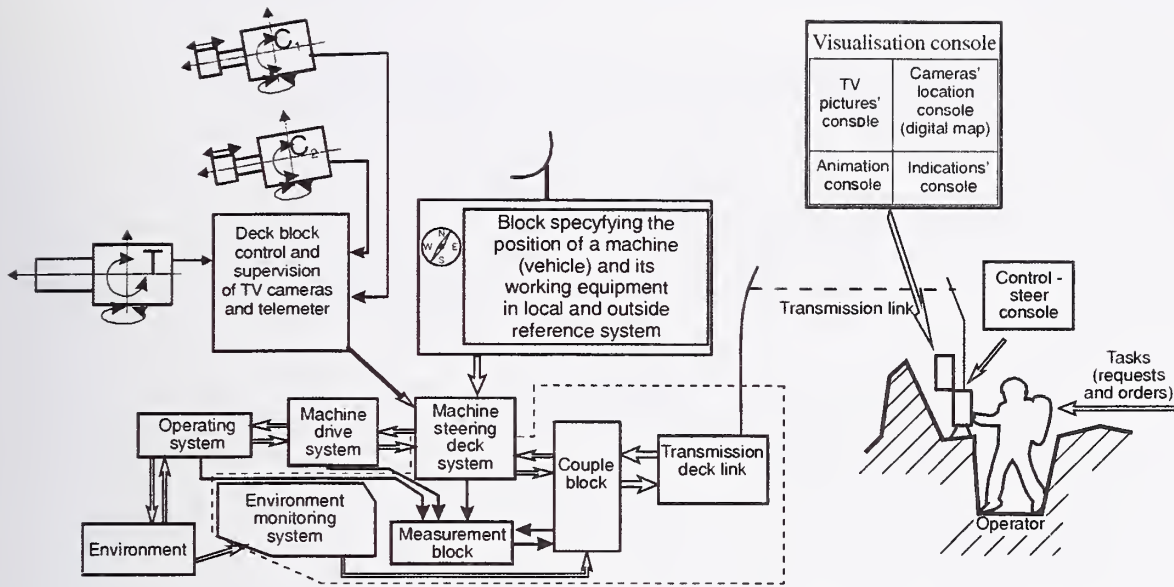 C1
C2
T
Deck block
control and
supervision
of TV cameras
and telemeter
N
W E
S
Block specyfying the
position of a machine
(vehicle) and its
working equipment
in local and outside
reference system
Visualisation console
TV
pictures'
console
Cameras'
location
console
(digital map)
Animation
console
Indications'
console
Transmission link
Control -
steer
console
Tasks
(requests
and orders)
Operator
Operating
system
Machine
drive
system
Machine
steering
deck
system
Couple
block
Transmission
deck link
Environment
monitoring
system
Measurement
block
Environment